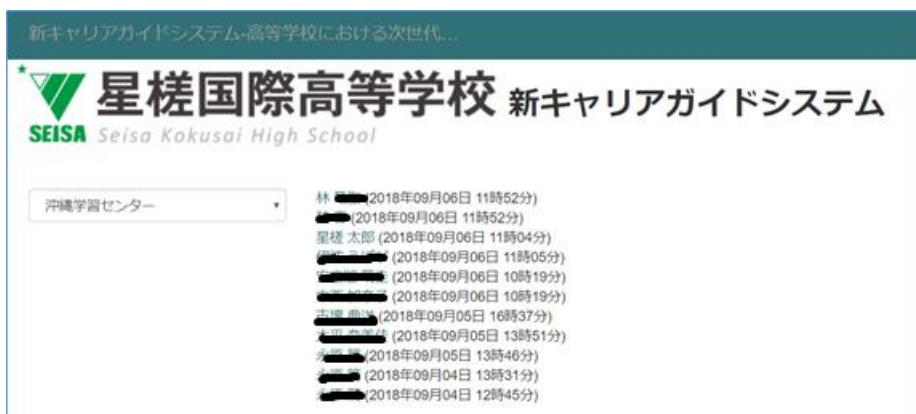 新キャリアガイドシステム-高等学校における次世代...
星槎国際高等学校 新キャリアガイドシステム
SEISA Seisa Kokusai High School
沖縄学習センター
林 (2018年09月06日 11時52分)
(2018年09月06日 11時52分)
星槎 太郎 (2018年09月06日 11時04分)
(2018年09月06日 11時05分)
(2018年09月06日 10時19分)
(2018年09月06日 10時19分)
(2018年09月05日 16時37分)
(2018年09月05日 13時51分)
(2018年09月05日 13時46分)
(2018年09月04日 13時31分)
(2018年09月04日 12時45分)